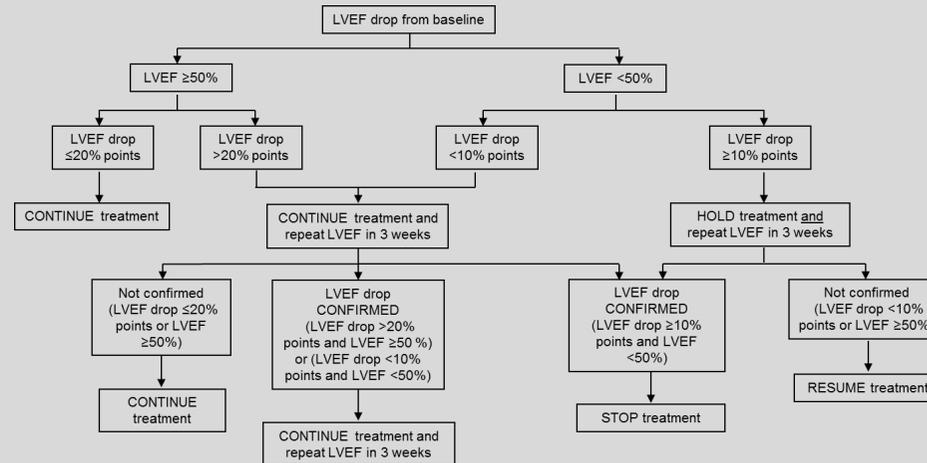 LVEF drop from baseline
LVEF ≥50%
LVEF <50%
LVEF drop
≤20% points
LVEF drop
>20% points
LVEF drop
<10% points
LVEF drop
≥10% points
CONTINUE treatment
CONTINUE treatment and
repeat LVEF in 3 weeks
HOLD treatment and
repeat LVEF in 3 weeks
Not confirmed
(LVEF drop ≤20%
points or LVEF
≥50%)
LVEF drop
CONFIRMED
(LVEF drop >20%
points and LVEF ≥50 %)
or (LVEF drop <10%
points and LVEF <50%)
LVEF drop
CONFIRMED
(LVEF drop ≥10%
points and LVEF
<50%)
Not confirmed
(LVEF drop <10%
points or LVEF ≥50%
CONTINUE
treatment
CONTINUE treatment and
repeat LVEF in 3 weeks
STOP treatment
RESUME treatment